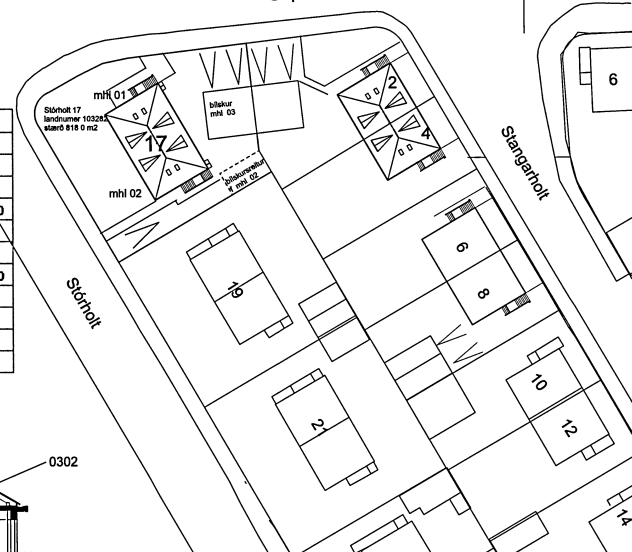 mhl 01
Stórholt 17
landnumer 103282
stærð 818 0 m2
17
mhl 02
bílskur
mhl 03
bílskursreitur
f mhl 02
2
4
Stangarholt
6
Stórholt
19
6
8
21
10
12
14
0302